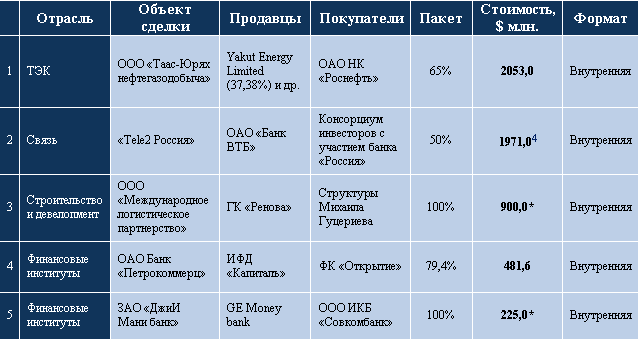 Отрасль
Объект
сделки
Продавцы
Покупатели
Пакет
Стоимость,
$ млн.
Формат
1
ТЭК
ООО «Таас-Юрях
нефтегазодобыча»
Yakut Energy
Limited
(37,38%) и др.
ОАО НК
«Роснефть»
65%
2053,0
Внутренняя
2
Связь
«Tele2 Россия»
ОАО «Банк
ВТБ»
Консорциум
инвесторов с
участием банка
«Россия»
50%
1971,0⁴
Внутренняя
3
Строительство
и девелопмент
ООО
«Международное
логистическое
партнерство»
ГК «Ренова»
Структуры
Михаила
Гуцериева
100%
900,0*
Внутренняя
4
Финансовые
институты
ОАО Банк
«Петрокоммерц»
ИФД
«Капиталъ»
ФК «Открытие»
79,4%
481,6
Внутренняя
5
Финансовые
институты
ЗАО «ДжиИ
Мани банк»
GE Money
bank
ООО ИКБ
«Совкомбанк»
100%
225,0*
Внутренняя